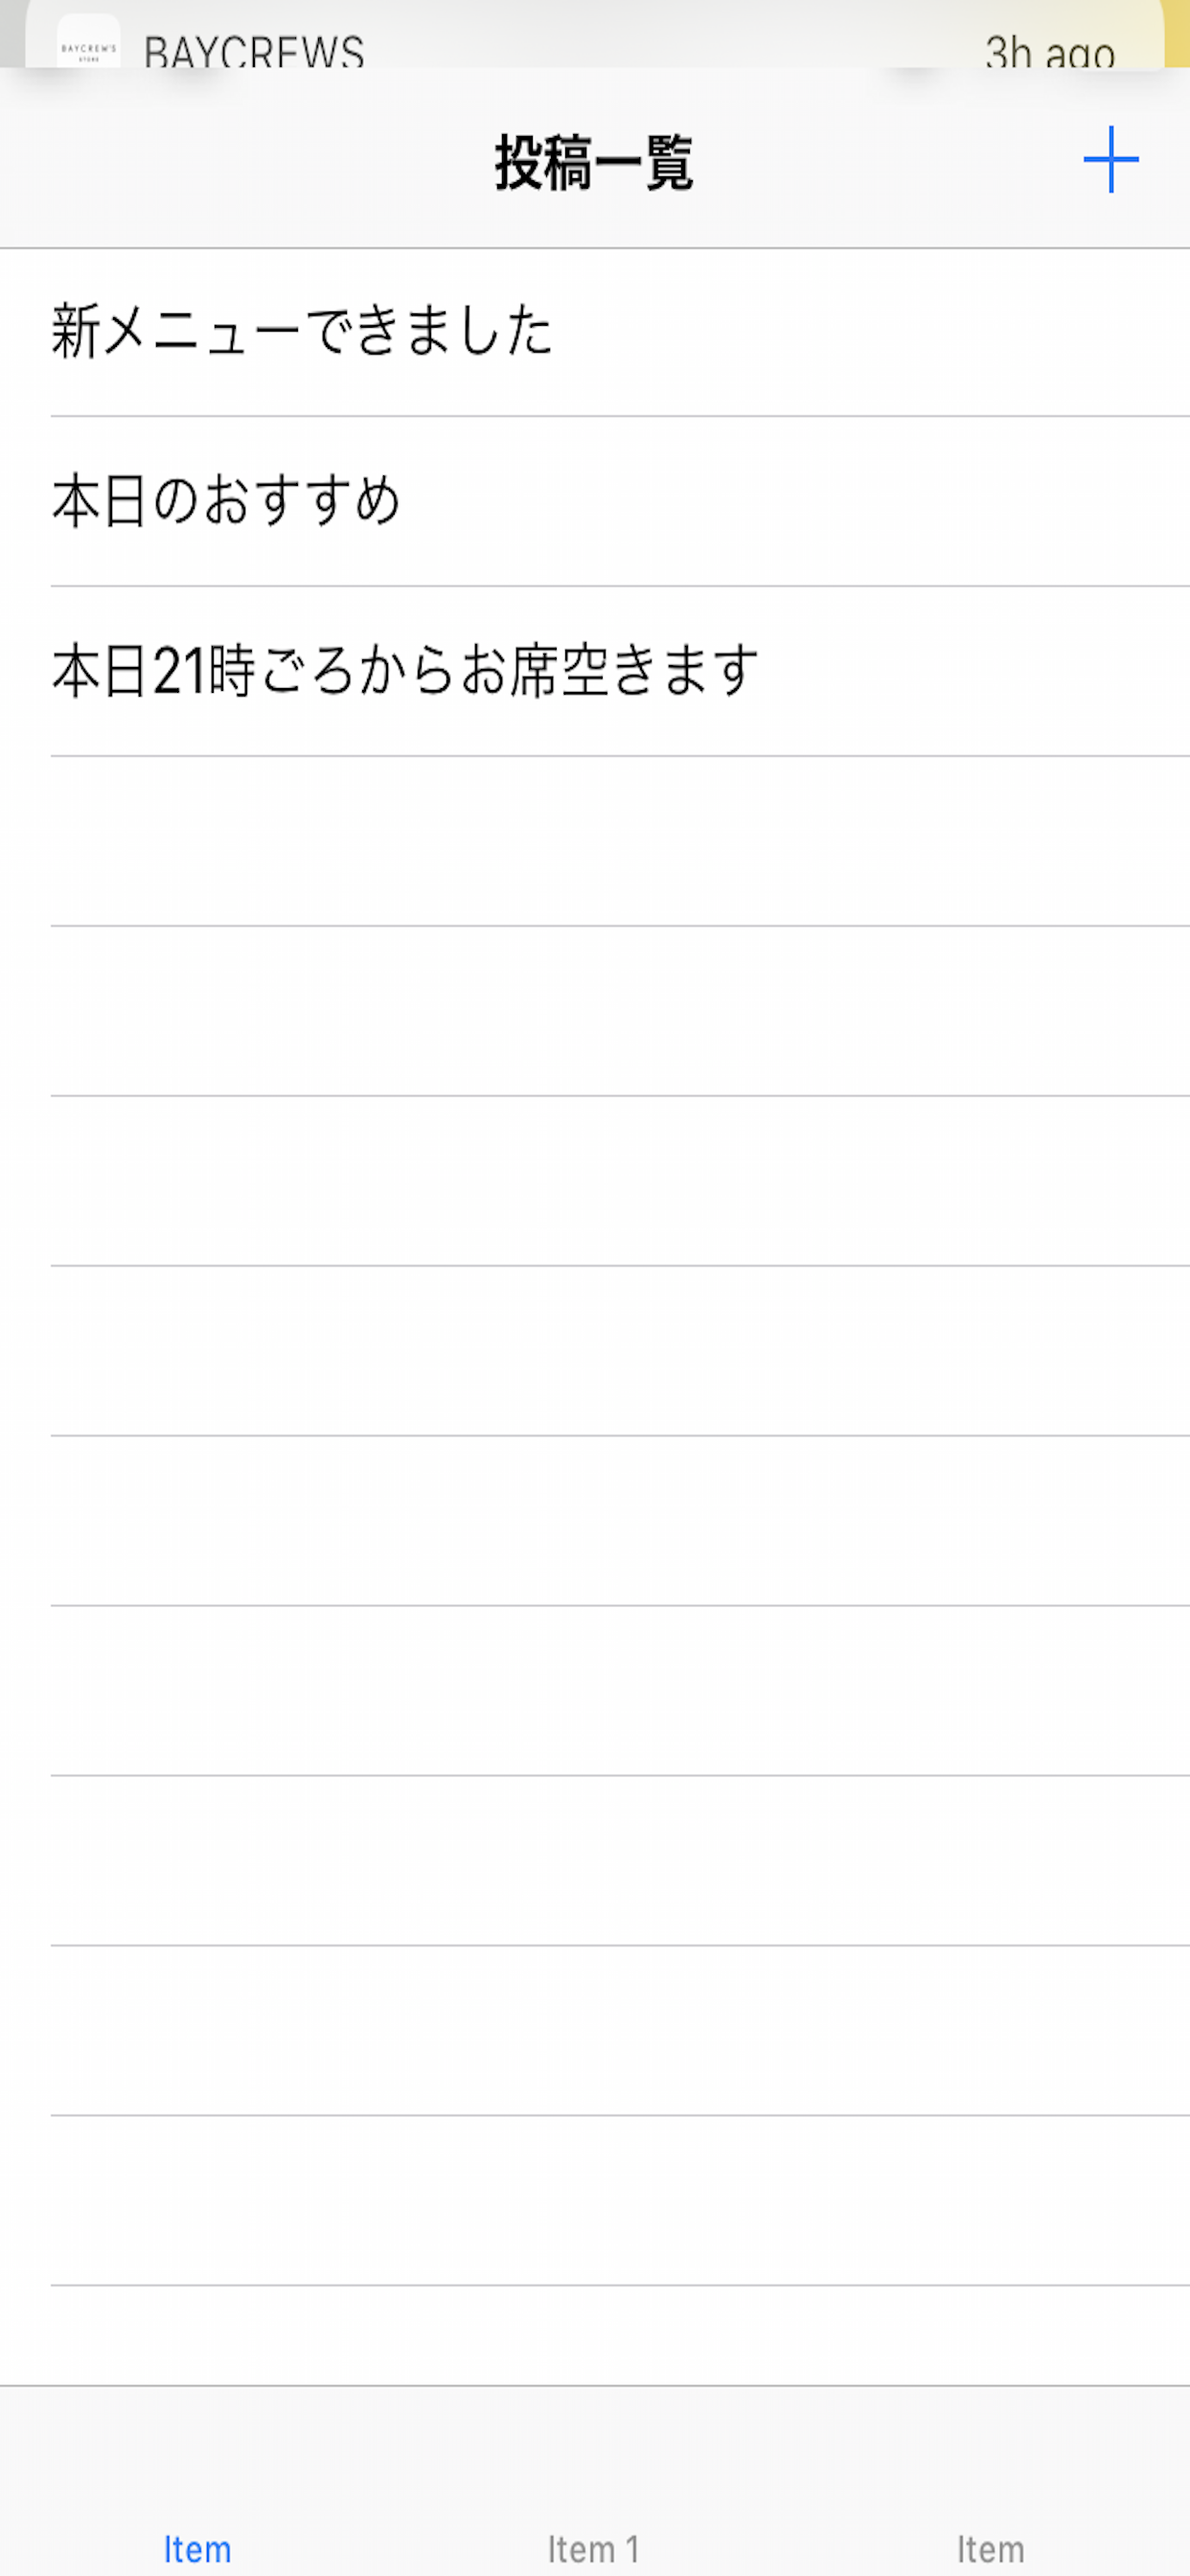 BAYCREW'S
STORE
BAYCREWS
3h ago
投稿一覧
新メニューできました
本日のおすすめ
本日21時ごろからお席空きます
Item
Item 1
Item